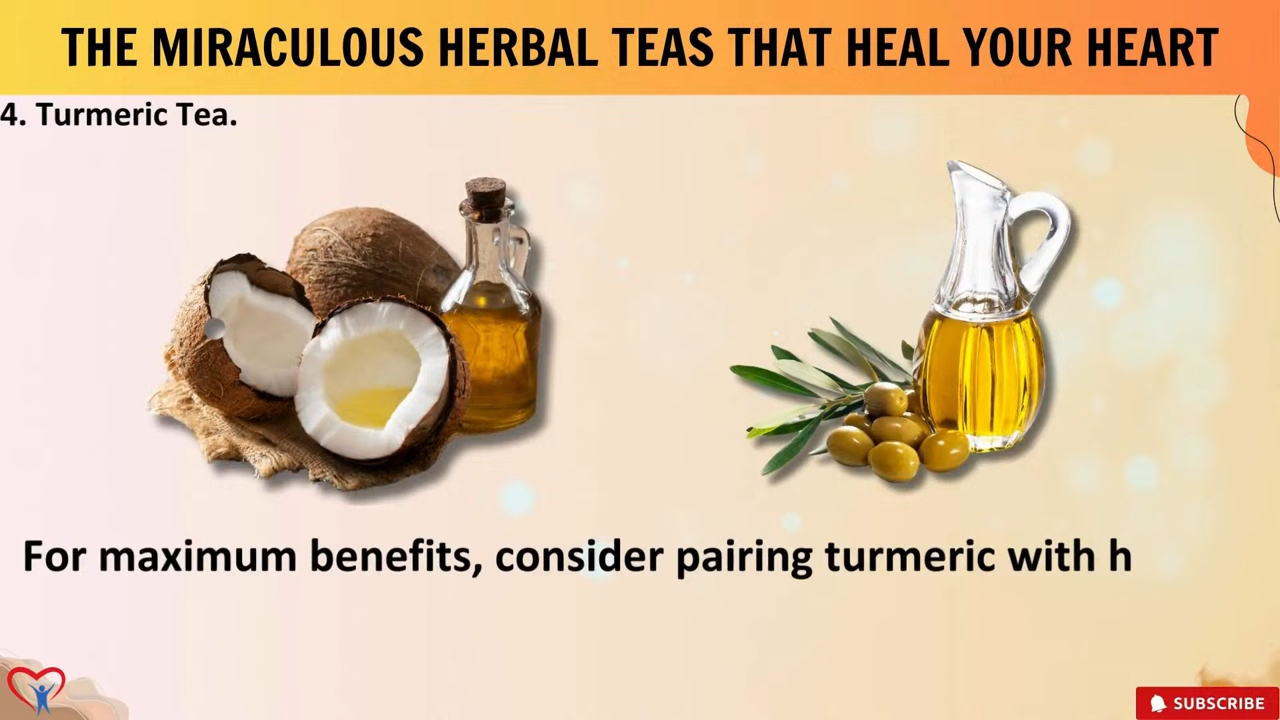 THE MIRACULOUS HERBAL TEAS THAT HEAL YOUR HEART
4. Turmeric Tea.
For maximum benefits, consider pairing turmeric with h
SUBSCRIBE